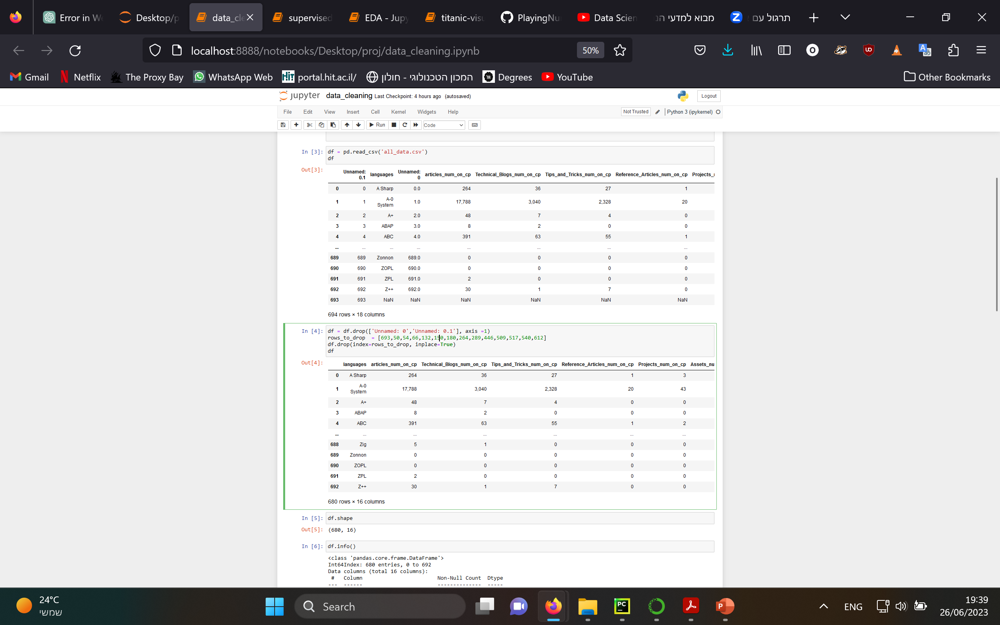 Error in We
Desktop/p
data_cle
supervised
EDA - Jupy
titanic-visu
PlayingNu
Data Scien
מבוא למדעי הנ
תרגול עם
localhost:8888/notebooks/Desktop/proj/data_cleaning.ipynb
50%
Gmail
Netflix
The Proxy Bay
WhatsApp Web
portal.hit.ac.il/
המכון הטכנולוגי - חולון
Degrees
YouTube
Other Bookmarks
jupyter data_cleaning Last Checkpoint: 4 hours ago (autosaved)
Logout
File Edit View Insert Cell Kernel Widgets Help
Not Trusted Python 3 (ipykernel)
Run Code
In [3]: df = pd.read_csv('all_data.csv')
df
Out[3]:
Unnamed: 0.1 languages Unnamed: 0 articles_num_on_cp Technical_Blogs_num_on_cp Tips_and_Tricks_num_on_cp Reference_Articles_num_on_cp Projects_
0 0 A Sharp 0.0 264 36 27 1
1 1 A-0 System 1.0 17,788 3,040 2,328 20
2 2 A+ 2.0 48 7 4 0
3 3 ABAP 3.0 8 2 0 0
4 4 ABC 4.0 391 63 55 1
... ... ... ... ... ... ... ...
689 689 Zonnon 689.0 0 0 0 0
690 690 ZOPL 690.0 0 0 0 0
691 691 ZPL 691.0 2 0 0 0
692 692 Z++ 692.0 30 1 7 0
693 693 NaN NaN NaN NaN NaN NaN
694 rows × 18 columns
In [4]: df = df.drop(['Unnamed: 0','Unnamed: 0.1'], axis =1)
rows_to_drop = [693,50,54,66,132,150,180,264,289,446,509,517,540,612]
df.drop(index=rows_to_drop, inplace=True)
df
Out[4]:
languages articles_num_on_cp Technical_Blogs_num_on_cp Tips_and_Tricks_num_on_cp Reference_Articles_num_on_cp Projects_num_on_cp Assets_nu
0 A Sharp 264 36 27 1 3
1 A-0 System 17,788 3,040 2,328 20 43
2 A+ 48 7 4 0 0
3 ABAP 8 2 0 0 0
4 ABC 391 63 55 1 2
... ... ... ... ... ... ...
688 Zig 5 1 0 0 0
689 Zonnon 0 0 0 0 0
690 ZOPL 0 0 0 0 0
691 ZPL 2 0 0 0 0
692 Z++ 30 1 7 0 0
680 rows × 16 columns
In [5]: df.shape
Out[5]: (680, 16)
In [6]: df.info()
<class 'pandas.core.frame.DataFrame'>
Int64Index: 680 entries, 0 to 692
Data columns (total 16 columns):
# Column Non-Null Count Dtype
--- ------ -------------- -----
24°C
שמשי
Search
ENG
19:39
26/06/2023